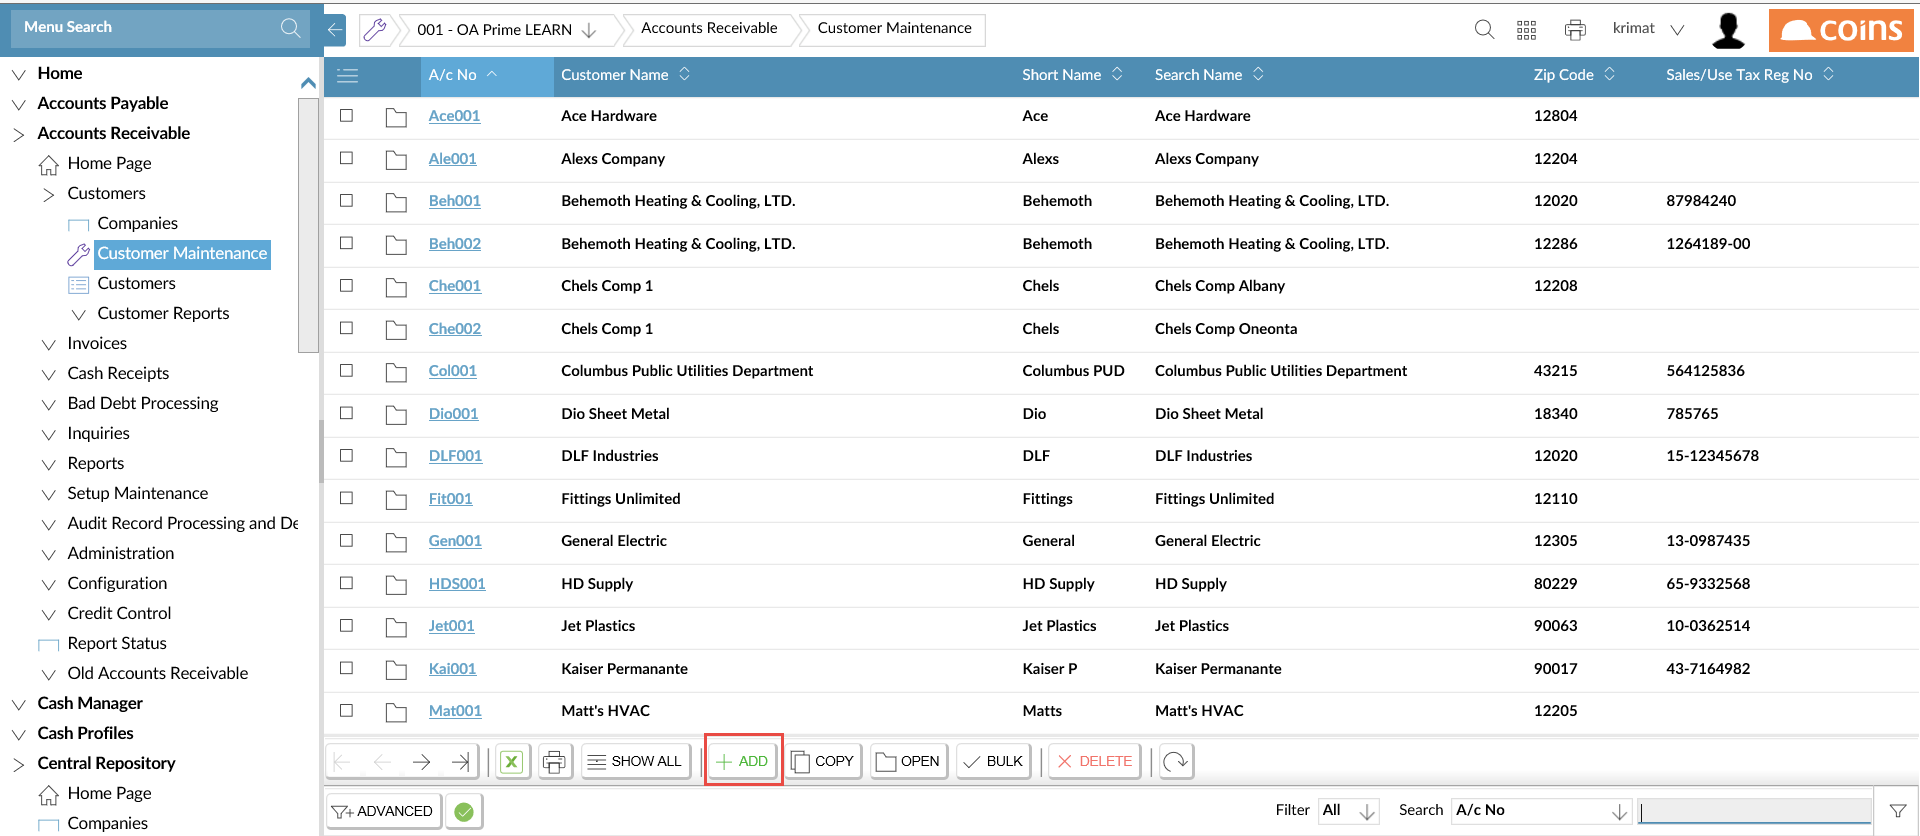 Menu Search
001 - OA Prime LEARN
Accounts Receivable
Customer Maintenance
krimat
coins
Home
Accounts Payable
Accounts Receivable
Home Page
Customers
Companies
Customer Maintenance
Customers
Customer Reports
Invoices
Cash Receipts
Bad Debt Processing
Inquiries
Reports
Setup Maintenance
Audit Record Processing and De
Administration
Configuration
Credit Control
Report Status
Old Accounts Receivable
Cash Manager
Cash Profiles
Central Repository
Home Page
Companies
A/c No Customer Name Short Name Search Name Zip Code Sales/Use Tax Reg No
Ace001 Ace Hardware Ace Ace Hardware 12804
Ale001 Alexs Company Alexs Alexs Company 12204
Beh001 Behemoth Heating & Cooling, LTD. Behemoth Behemoth Heating & Cooling, LTD. 12020 87984240
Beh002 Behemoth Heating & Cooling, LTD. Behemoth Behemoth Heating & Cooling, LTD. 12286 1264189-00
Che001 Chels Comp 1 Chels Chels Comp Albany 12208
Che002 Chels Comp 1 Chels Chels Comp Oneonta
Col001 Columbus Public Utilities Department Columbus PUD Columbus Public Utilities Department 43215 564125836
Dio001 Dio Sheet Metal Dio Dio Sheet Metal 18340 785765
DLF001 DLF Industries DLF DLF Industries 12020 15-12345678
Fit001 Fittings Unlimited Fittings Fittings Unlimited 12110
Gen001 General Electric General General Electric 12305 13-0987435
HDS001 HD Supply HD Supply HD Supply 80229 65-9332568
Jet001 Jet Plastics Jet Plastics Jet Plastics 90063 10-0362514
Kai001 Kaiser Permanante Kaiser P Kaiser Permanante 90017 43-7164982
Mat001 Matt's HVAC Matts Matt's HVAC 12205
X SHOW ALL ADD COPY OPEN BULK DELETE
ADVANCED Filter All Search A/c No